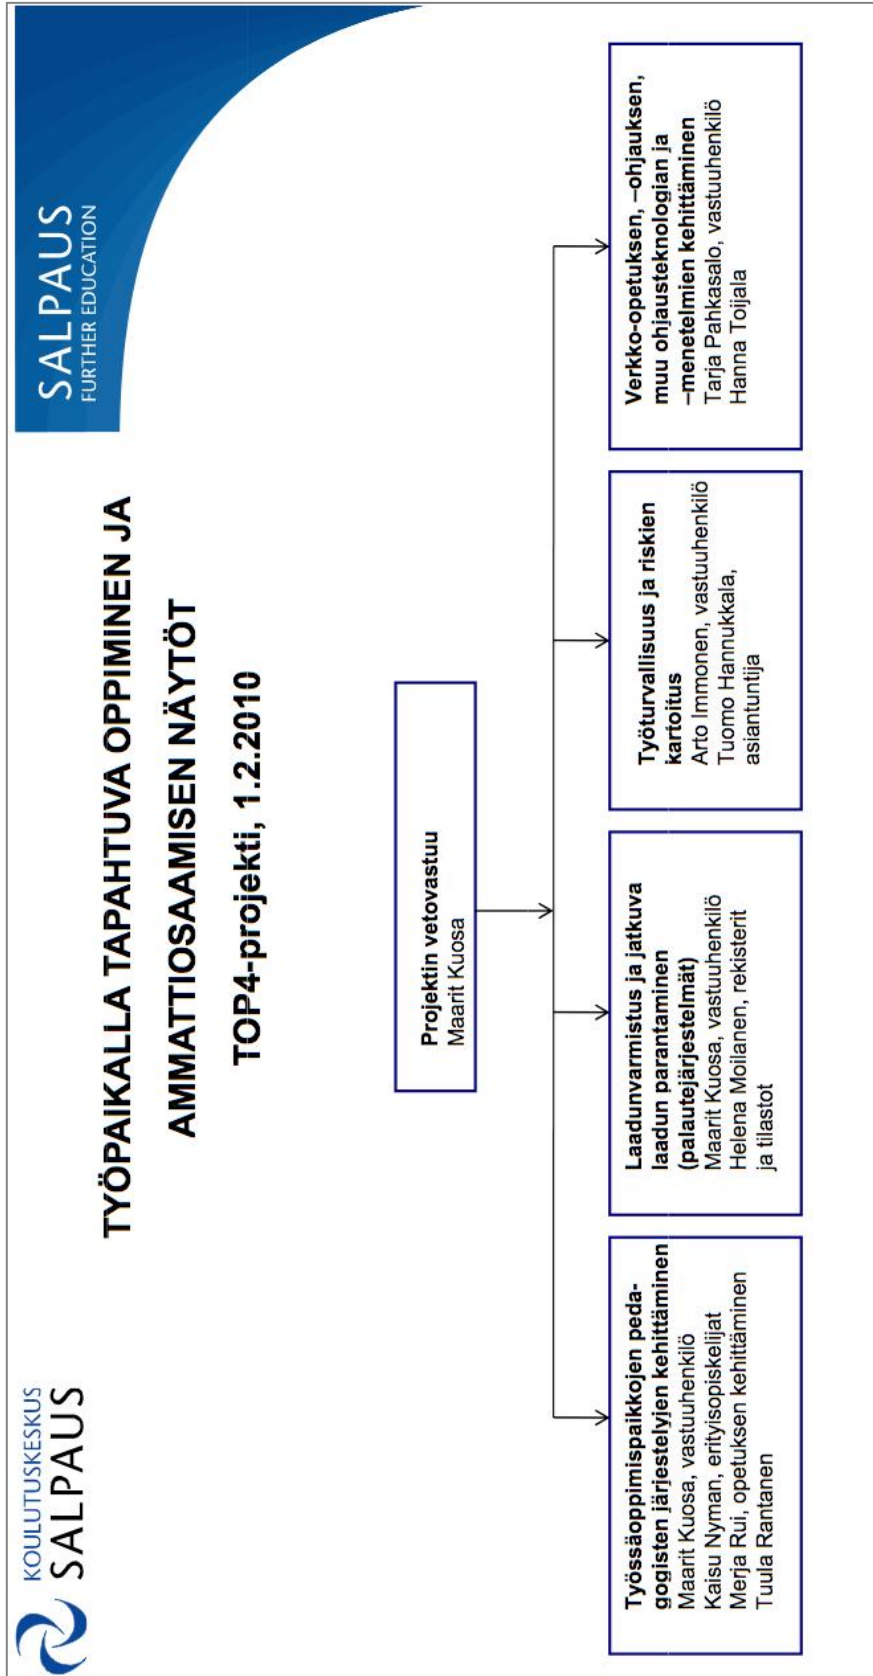 KOULUTUSKESKUS
SALPAUS
SALPAUS
FURTHER EDUCATION
TYÖPAIKALLA TAPAHTUVA OPPIMINEN JA
AMMATTIOSAAMISEN NÄYTÖT
TOP4-projekti, 1.2.2010
Projektin vetovastuu
Maarit Kuosa
Työssäoppimispaikkojen peda-
gogisten järjestelyjen kehittäminen
Maarit Kuosa, vastuuhenkilö
Kaisu Nyman, erityisopiskelijat
Merja Rui, opetuksen kehittäminen
Tuula Rantanen
Laadunvarmistus ja jatkuva
laadun parantaminen
(palautejärjestelmät)
Maarit Kuosa, vastuuhenkilö
Helena Moilanen, rekisterit
ja tilastot
Työturvallisuus ja riskien
kartoitus
Arto Immonen, vastuuhenkilö
Tuomo Hannukkala,
asiantuntija
Verkko-opetuksen, –ohjauksen,
muu ohjausteknologian ja
–menetelmien kehittäminen
Tarja Pahkasalo, vastuuhenkilö
Hanna Toijala